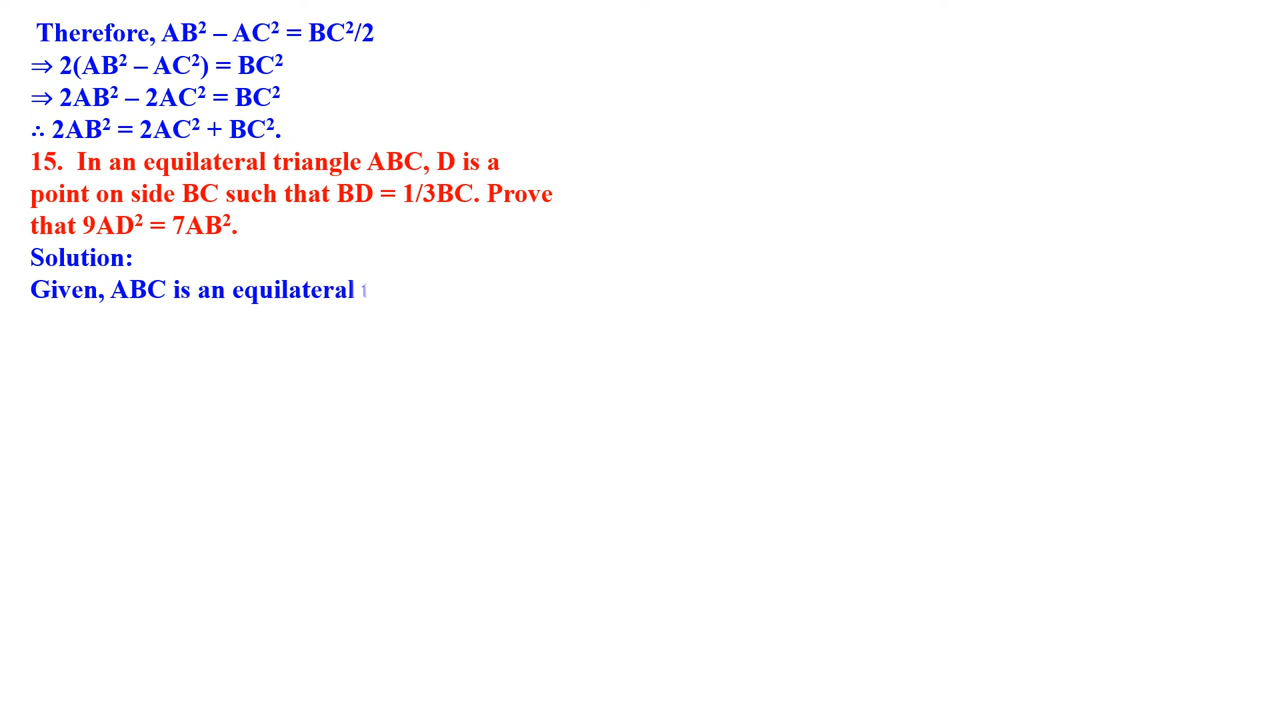 Therefore, AB² – AC² = BC²/2
⇒ 2(AB² – AC²) = BC²
⇒ 2AB² – 2AC² = BC²
∴ 2AB² = 2AC² + BC².
15. In an equilateral triangle ABC, D is a
point on side BC such that BD = 1/3BC. Prove
that 9AD² = 7AB².
Solution:
Given, ABC is an equilateral